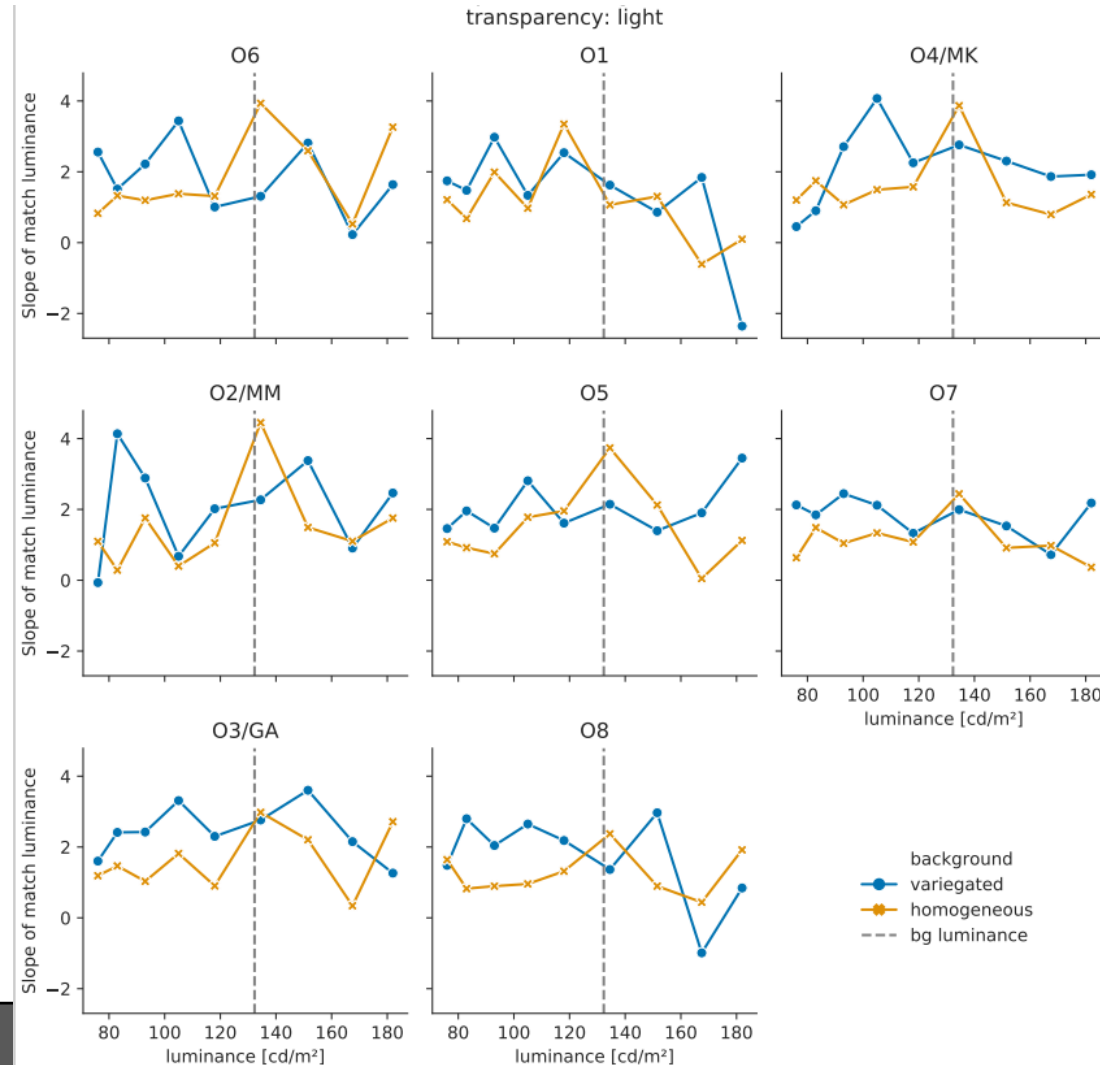 transparency: light
O6
O1
O4/MK
Slope of match luminance
4
2
0
−2
O2/MM
O5
O7
Slope of match luminance
4
2
0
−2
80 100 120 140 160 180
luminance [cd/m²]
O3/GA
O8
Slope of match luminance
4
2
0
−2
80 100 120 140 160 180
luminance [cd/m²]
80 100 120 140 160 180
luminance [cd/m²]
background
variegated
homogeneous
bg luminance